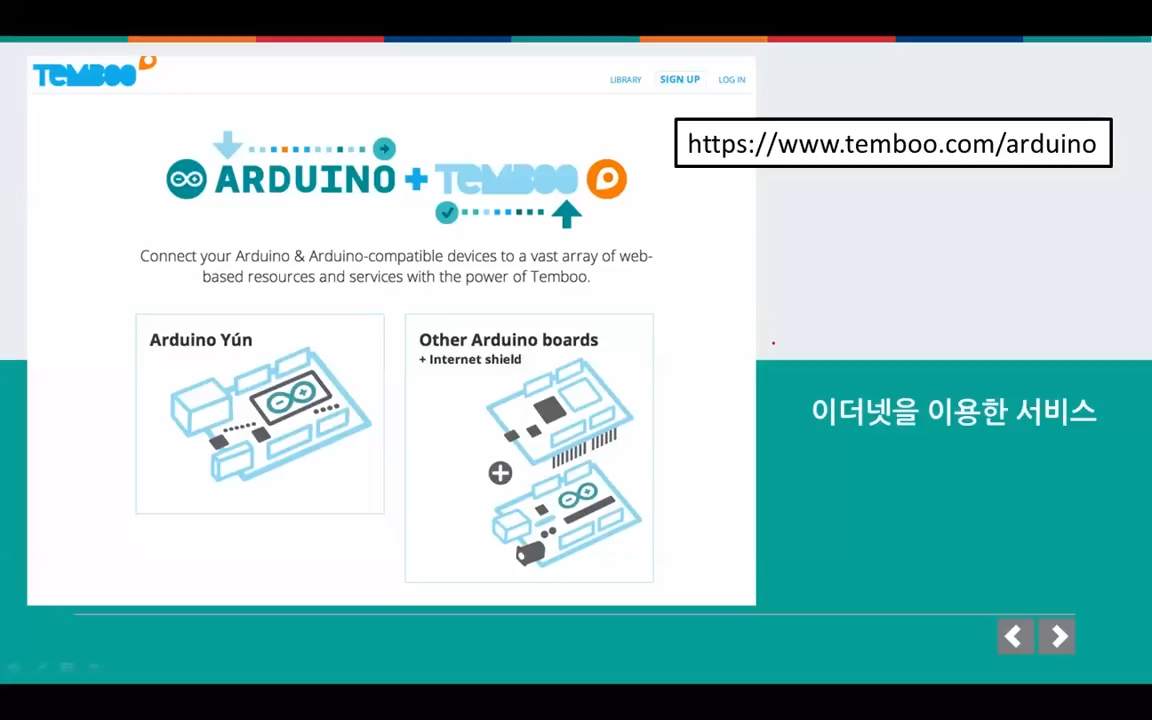 TEMBOO
LIBRARY SIGN UP LOG IN
https://www.temboo.com/arduino
ARDUINO + TEMBOO
Connect your Arduino & Arduino-compatible devices to a vast array of web-
based resources and services with the power of Temboo.
Arduino Yún
Other Arduino boards
+ Internet shield
이더넷을 이용한 서비스